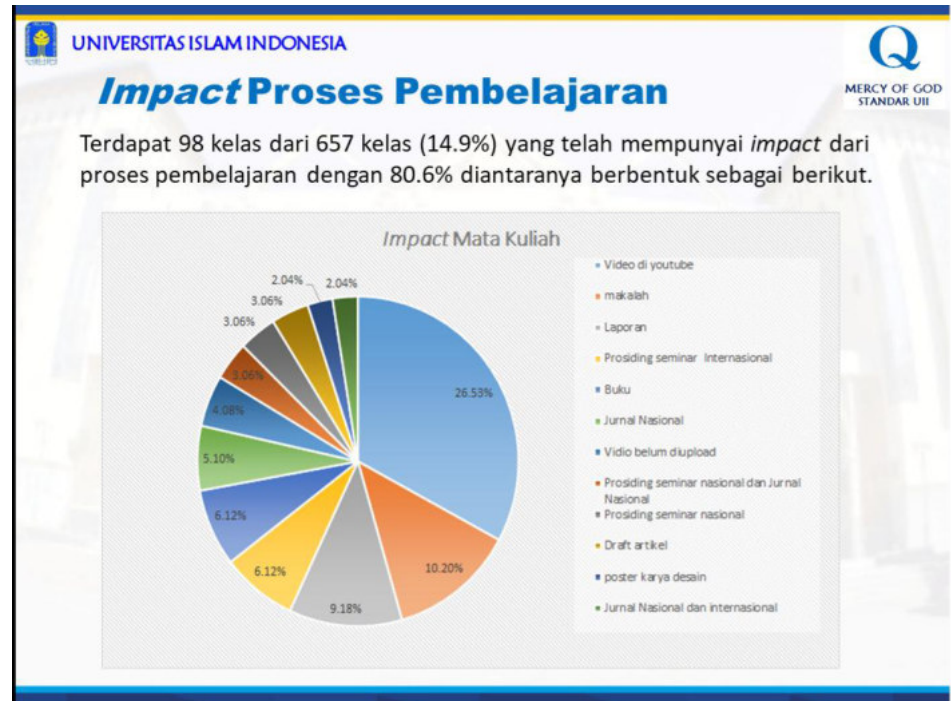 UNIVERSITAS ISLAM INDONESIA
Q
MERCY OF GOD
STANDAR UII
Impact Proses Pembelajaran
Terdapat 98 kelas dari 657 kelas (14.9%) yang telah mempunyai impact dari
proses pembelajaran dengan 80.6% diantaranya berbentuk sebagai berikut.
Impact Mata Kuliah
26.53%
10.20%
9.18%
6.12%
6.12%
5.10%
4.08%
3.06%
3.06%
3.06%
2.04%
2.04%
Video di youtube
makalah
Laporan
Prosiding seminar Internasional
Buku
Jurnal Nasional
Vidio belum diupload
Prosiding seminar nasional dan Jurnal
Nasional
Prosiding seminar nasional
Draft artikel
poster karya desain
Jurnal Nasional dan internasional